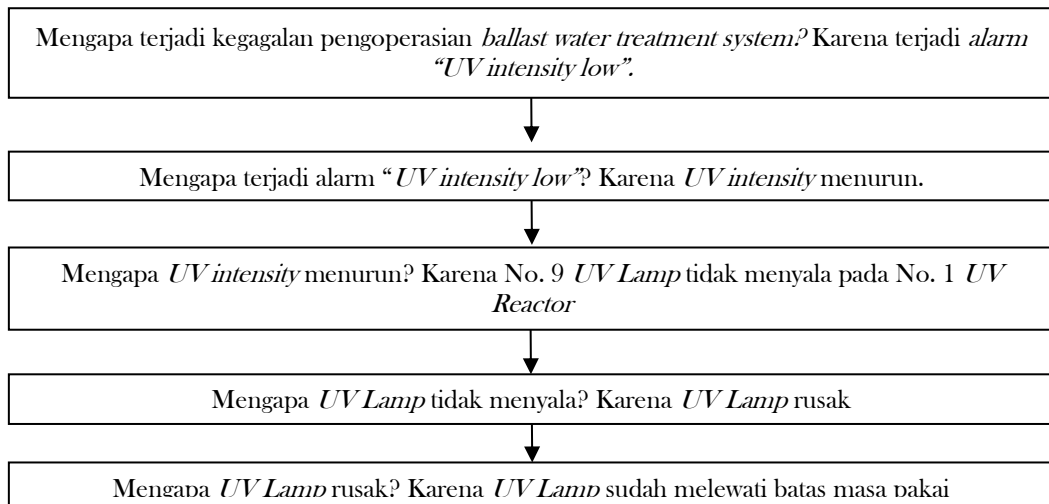 Mengapa terjadi kegagalan pengoperasian ballast water treatment system? Karena terjadi alarm
“UV intensity low”.
Mengapa terjadi alarm “UV intensity low”? Karena UV intensity menurun.
Mengapa UV intensity menurun? Karena No. 9 UV Lamp tidak menyala pada No. 1 UV
Reactor
Mengapa UV Lamp tidak menyala? Karena UV Lamp rusak
Mengapa UV Lamp rusak? Karena UV Lamp sudah melewati batas masa pakai